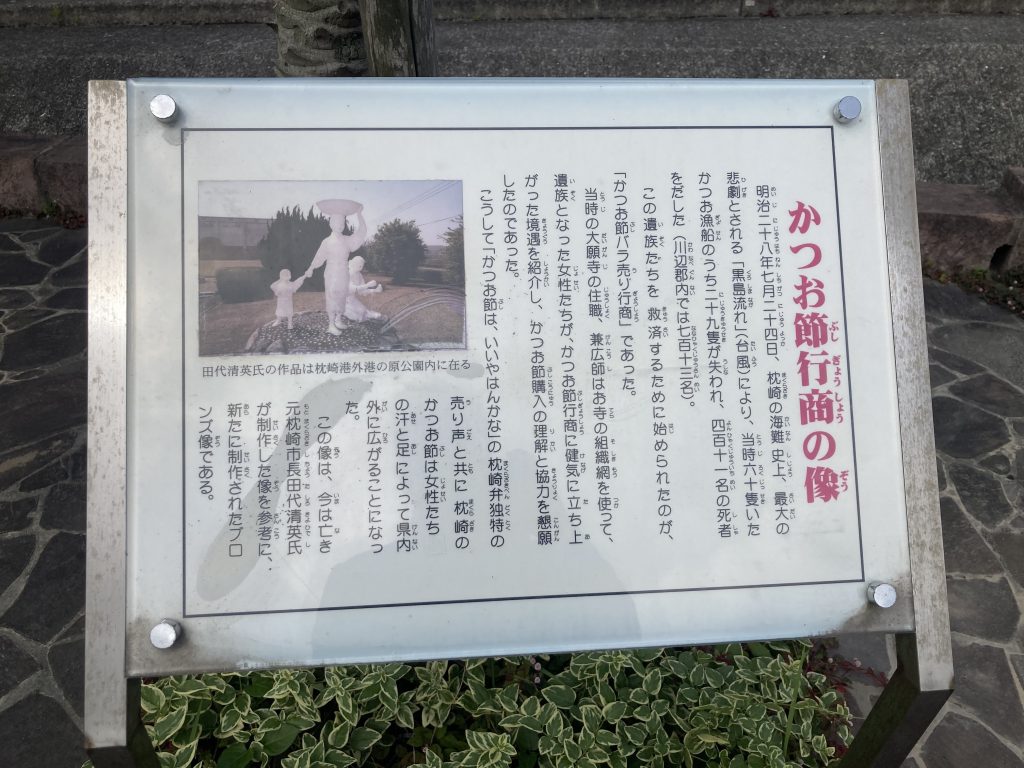 かつお節行商の像
明治二十八年七月二十四日、枕崎の海難史上、最大の
悲劇とされる「黒島流れ」(台風)により、当時六十隻いた
かつお漁船のうち二十九隻が失われ、四百十一名の死者
をだした(川辺郡内では七百十三名)。
この遺族たちを救済するために始められたのが、
「かつお節バラ売り行商」であった。
当時の大願寺の住職、兼広師はお寺の組織網を使って、
遺族となった女性たちが、かつお節行商に健気に立ち上
がった境遇を紹介し、かつお節購入の理解と協力を懇願
したのであった。
こうして「かつお節は、いいやはんかな」の枕崎弁独特の
売り声と共に枕崎の
かつお節は女性たち
の汗と足によって県内
外に広がることになっ
た。
この像は、今は亡き
元枕崎市長田代清英氏
が制作した像を参考に、
新たに制作されたブロ
ンズ像である。
田代清英氏の作品は枕崎港外港の原公園内に在る